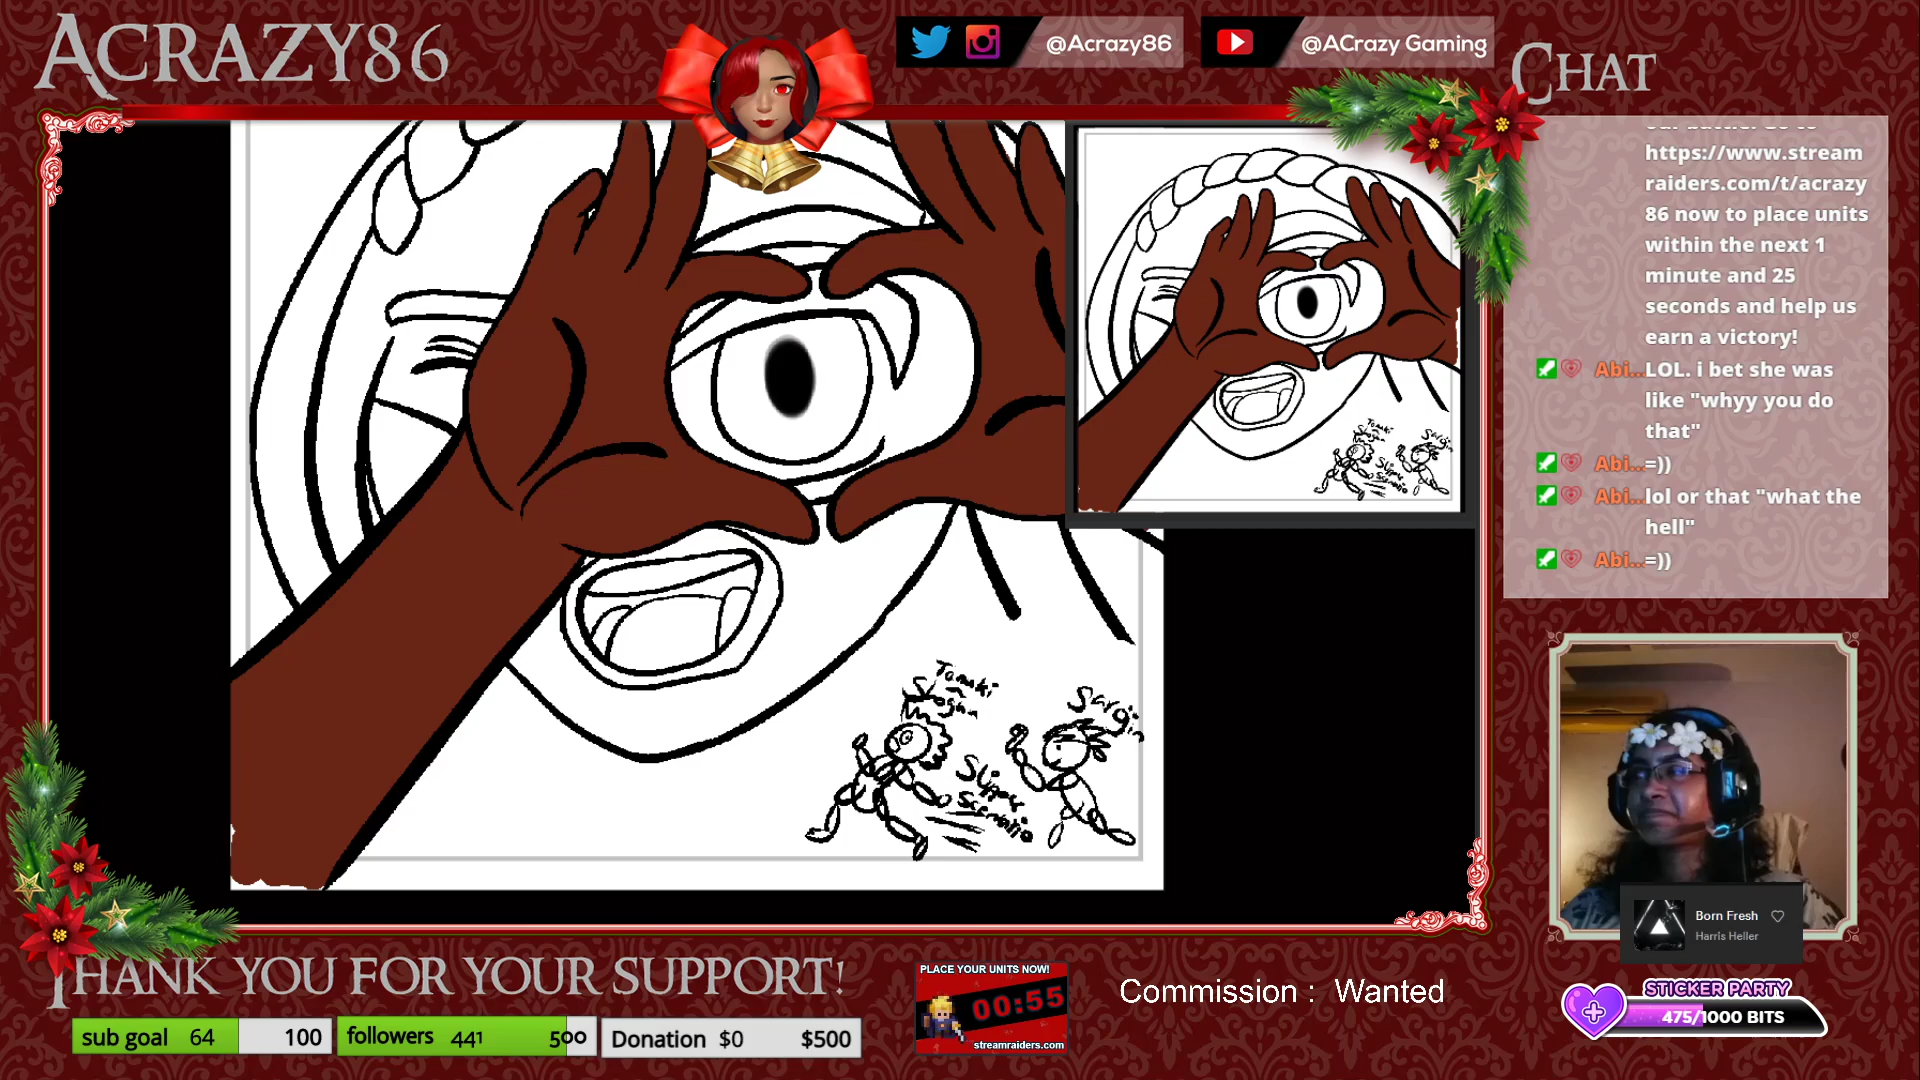 ACRAZY86
@Acrazy86
@ACrazy Gaming
CHAT
https://www.stream
raiders.com/t/acrazy
86 now to place units
within the next 1
minute and 25
seconds and help us
earn a victory!
Abi...LOL. i bet she was
like "whyy you do
that"
Abi...=))
Abi...lol or that "what the
hell"
Abi...=))
Sargin
Slipper
Scenario
Born Fresh
Harris Heller
THANK YOU FOR YOUR SUPPORT!
sub goal 64 100
followers 441 500
Donation $0 $500
PLACE YOUR UNITS NOW!
00:55
streamraiders.com
Commission : Wanted
STICKER PARTY
475/1000 BITS